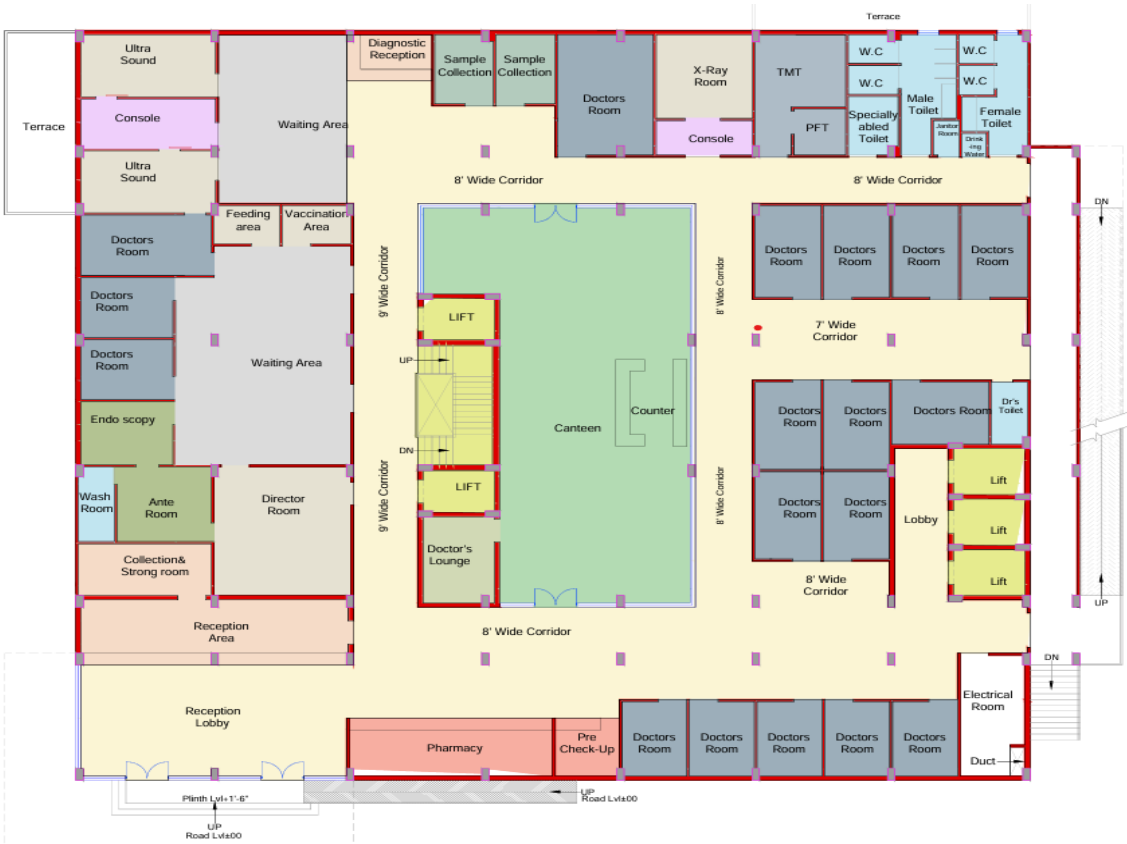 Terrace
Ultra
Sound
Diagnostic
Reception
Sample
Collection
Sample
Collection
Doctors
Room
X-Ray
Room
TMT
W.C
W.C
W.C
W.C
Male
Toilet
Female
Toilet
Specially
abled
Toilet
Janitor
Room
Drink
-ing
Water
PFT
Console
Terrace
Console
Waiting Area
Ultra
Sound
8' Wide Corridor
8' Wide Corridor
DN
Feeding
area
Vaccination
Area
Doctors
Room
Doctors
Room
Doctors
Room
Doctors
Room
Doctors
Room
9' Wide Corridor
8' Wide Corridor
Doctors
Room
LIFT
7' Wide
Corridor
UP
Doctors
Room
Waiting Area
Endo scopy
Canteen
Counter
Doctors
Room
Doctors
Room
Doctors Room
Dr's
Toilet
DN
LIFT
9' Wide Corridor
8' Wide Corridor
Wash
Room
Ante
Room
Director
Room
Doctors
Room
Doctors
Room
Lobby
Lift
Lift
Lift
Doctor's
Lounge
Collection&
Strong room
8' Wide
Corridor
UP
Reception
Area
8' Wide Corridor
DN
Reception
Lobby
Electrical
Room
Pharmacy
Pre
Check-Up
Doctors
Room
Doctors
Room
Doctors
Room
Doctors
Room
Doctors
Room
Duct
Plinth Lvl+1'-6"
UP
Road Lvl±00
UP
Road Lvl±00